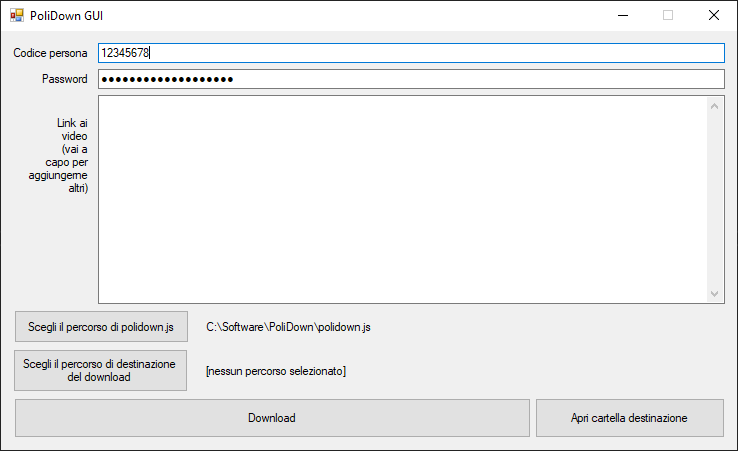 PoliDown GUI
Codice persona
12345678
Password
●●●●●●●●●●●●●●●●●●●
Link ai
video
(vai a
capo per
aggiungerne
altri)
Scegli il percorso di polidown.js
C:\Software\PoliDown\polidown.js
Scegli il percorso di destinazione
del download
[nessun percorso selezionato]
Download
Apri cartella destinazione